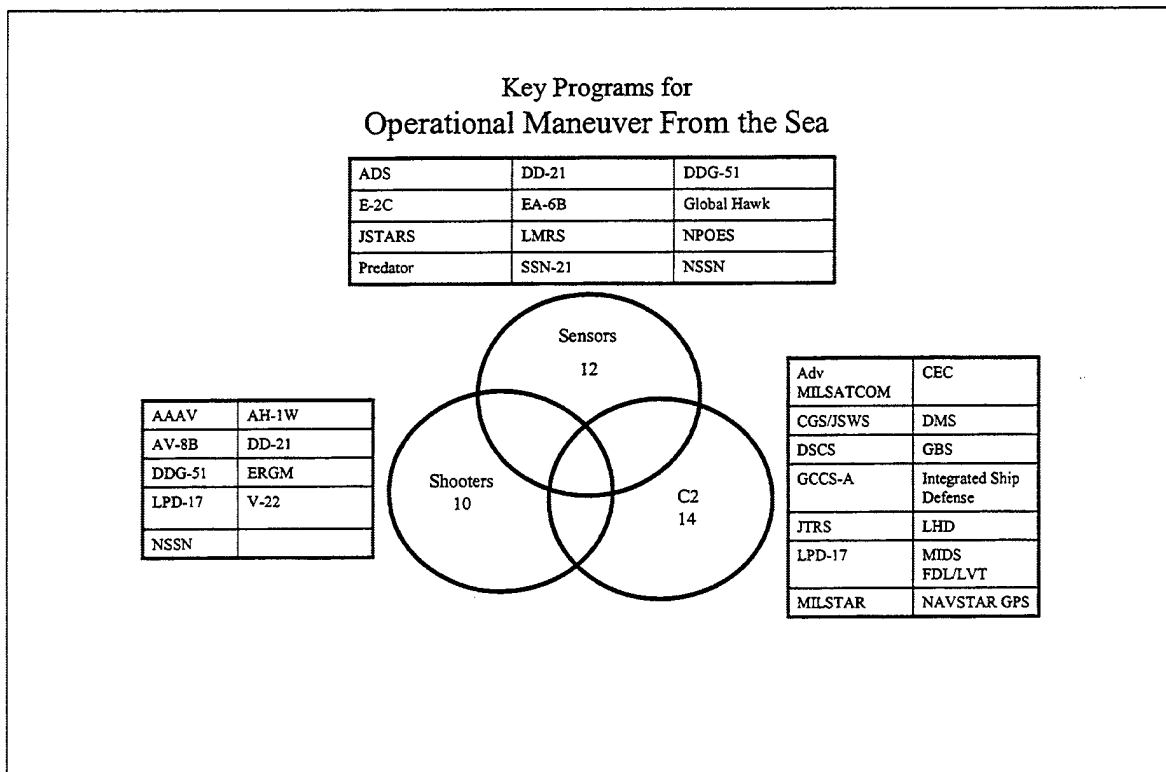 Key Programs for
Operational Maneuver From the Sea
ADS DD-21 DDG-51
E-2C EA-6B Global Hawk
JSTARS LMRS NPOES
Predator SSN-21 NSSN
Sensors
12
AAAV AH-1W
AV-8B DD-21
DDG-51 ERGM
LPD-17 V-22
NSSN
Shooters
10
C2
14
Adv CEC
MILSATCOM
CGS/JSWS DMS
DSCS GBS
GCCS-A Integrated Ship
Defense
JTRS LHD
LPD-17 MIDS
FDL/LVT
MILSTAR NAVSTAR GPS